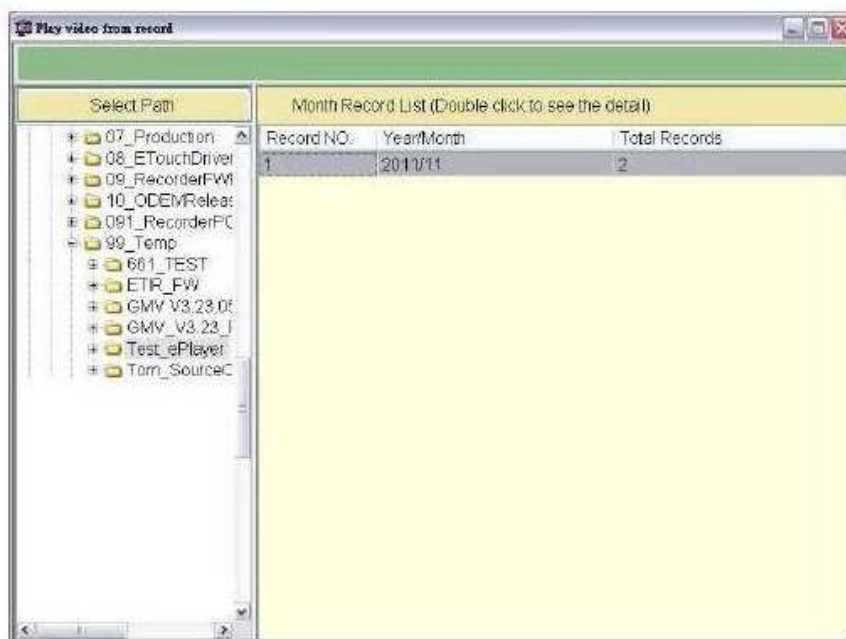 Play video from record
Select Path
07_Production
08_ETouchDriver
09_RecorderFW
10_ODEMReleas
091_RecorderPC
99_Temp
661_TEST
ETIR_FW
GMV V3.23.05
GMV_V3.23_
Test_ePlayer
Tom_SourceC
Month Record List (Double click to see the detail)
Record NO. Year/Month Total Records
1 2011/11 2